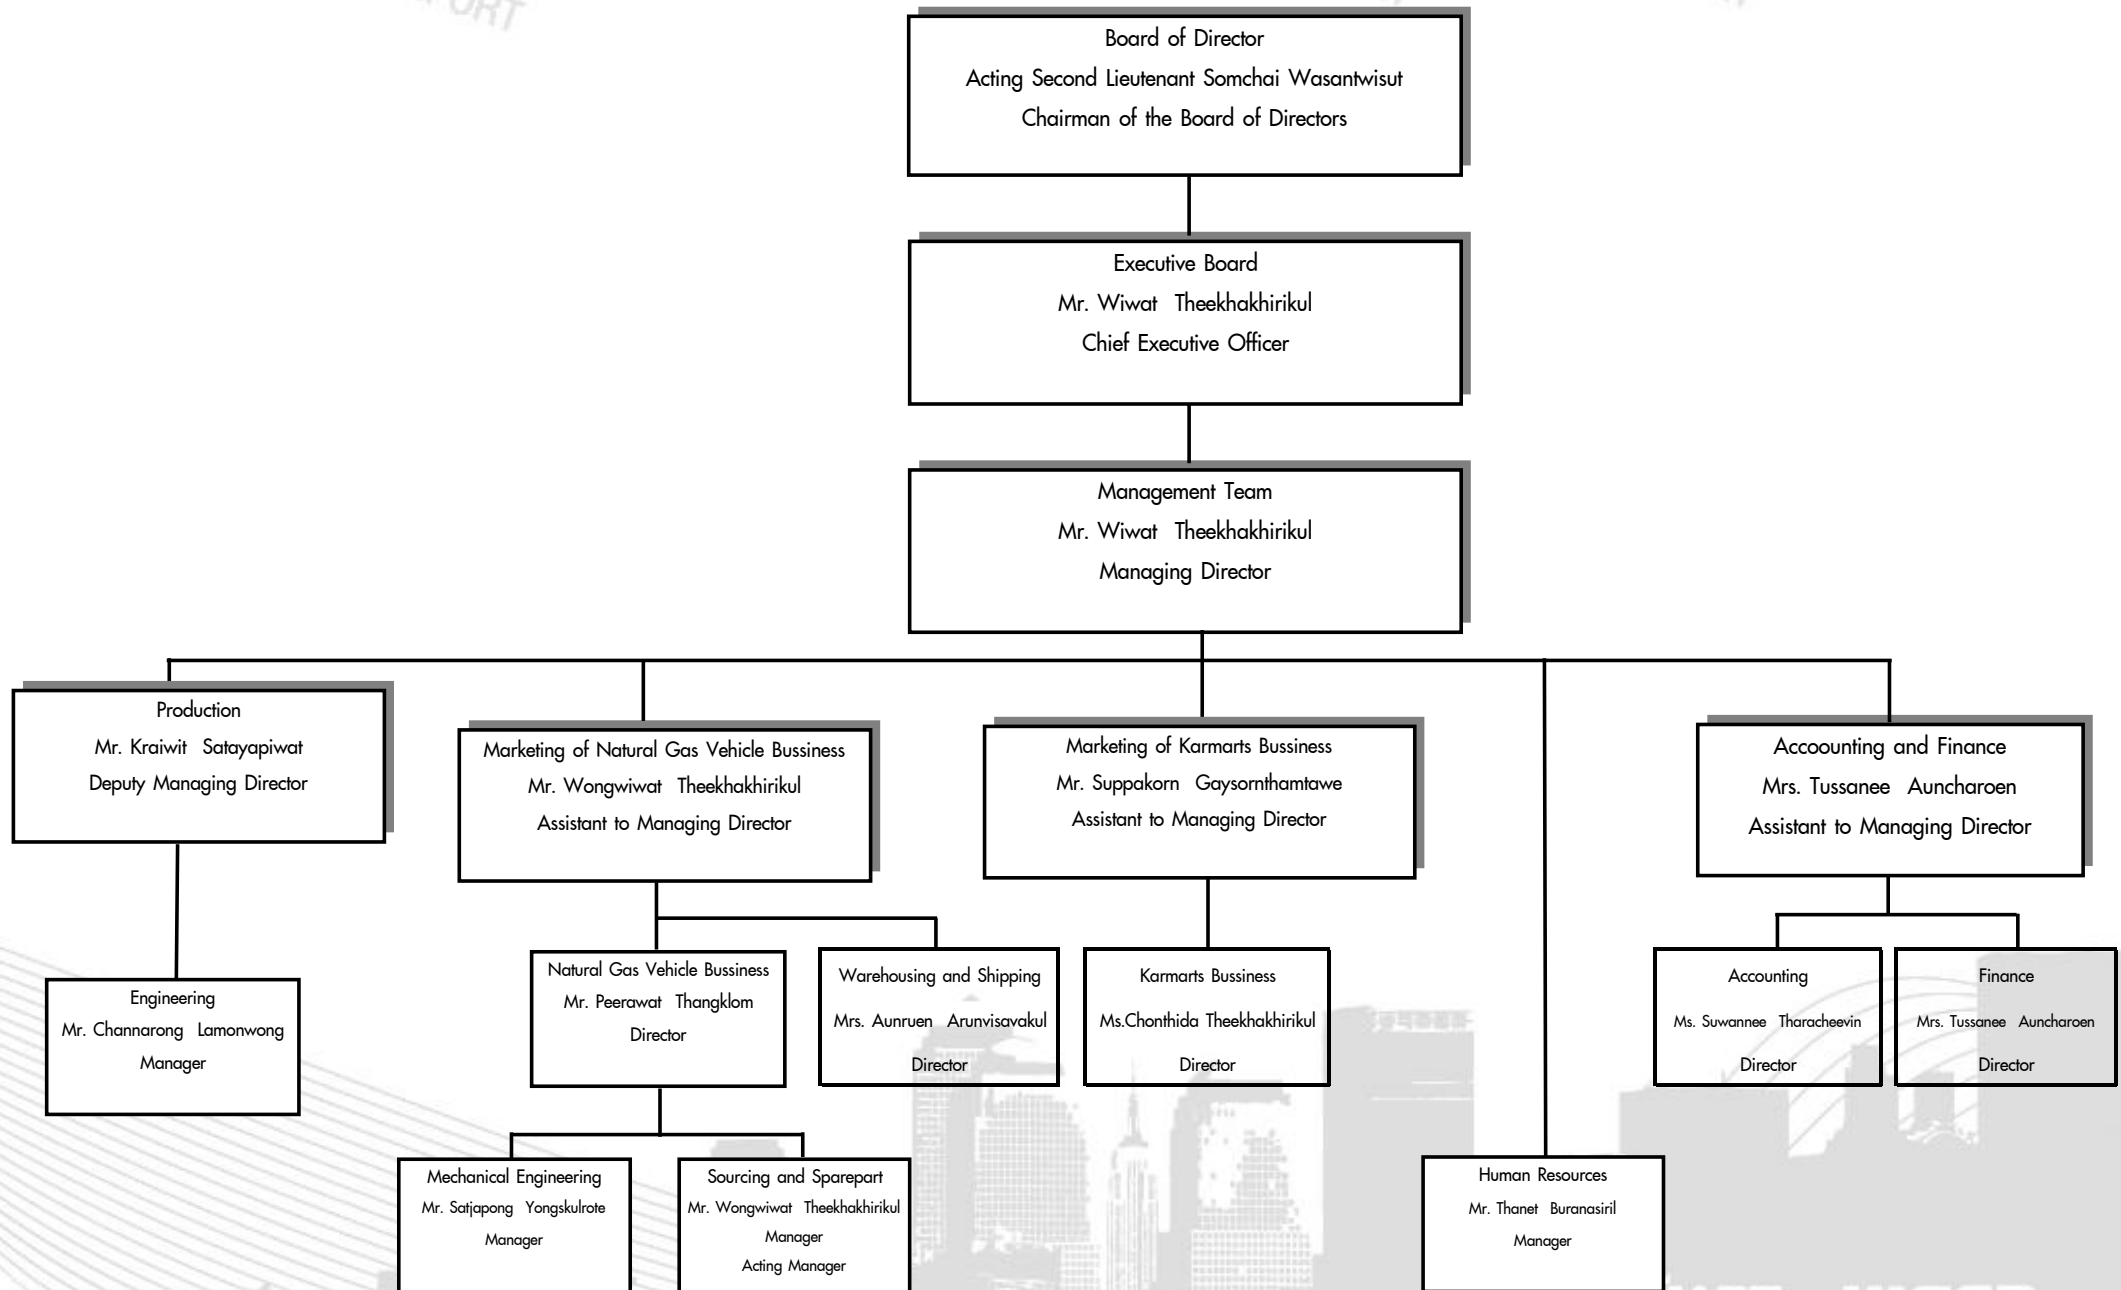 Board of Director
Acting Second Lieutenant Somchai Wasantwisut
Chairman of the Board of Directors
Executive Board
Mr. Wiwat Theekhakhirikul
Chief Executive Officer
Management Team
Mr. Wiwat Theekhakhirikul
Managing Director
Production
Mr. Kraiwit Satayapiwat
Deputy Managing Director
Marketing of Natural Gas Vehicle Bussiness
Mr. Wongwiwat Theekhakhirikul
Assistant to Managing Director
Marketing of Karmarts Bussiness
Mr. Suppakorn Gaysornthamtawe
Assistant to Managing Director
Accoounting and Finance
Mrs. Tussanee Auncharoen
Assistant to Managing Director
Engineering
Mr. Channarong Lamonwong
Manager
Natural Gas Vehicle Bussiness
Mr. Peerawat Thangklom
Director
Warehousing and Shipping
Mrs. Aunruen Arunvisavakul
Director
Karmarts Bussiness
Ms.Chonthida Theekhakhirikul
Director
Accounting
Ms. Suwannee Tharacheevin
Director
Finance
Mrs. Tussanee Auncharoen
Director
Mechanical Engineering
Mr. Satjapong Yongskulrote
Manager
Sourcing and Sparepart
Mr. Wongwiwat Theekhakhirikul
Manager
Acting Manager
Human Resources
Mr. Thanet Buranasiril
Manager